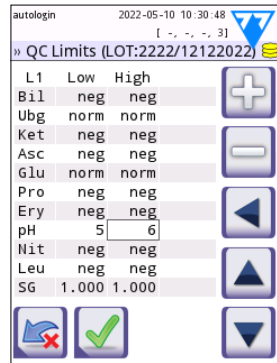 autologin 2022-05-10 10:30:48
[ -, -, -, 3]
» QC Limits (LOT:2222/12122022)
L1 Low High
Bil neg neg
Ubg norm norm
Ket neg neg
Asc neg neg
Glu norm norm
Pro neg neg
Ery neg neg
pH 5 6
Nit neg neg
Leu neg neg
SG 1.000 1.000